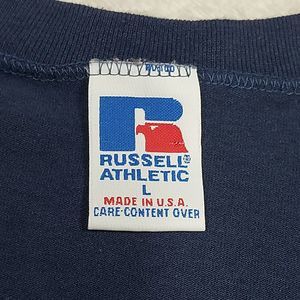 R
RUSSELL®
ATHLETIC
L
MADE IN U.S.A.
CARE-CONTENT OVER